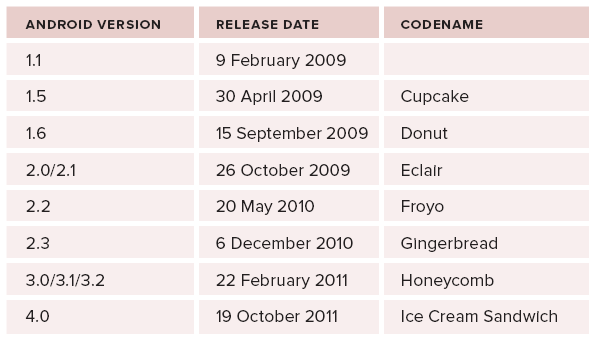 ANDROID VERSION RELEASE DATE CODENAME
1.1 9 February 2009
1.5 30 April 2009 Cupcake
1.6 15 September 2009 Donut
2.0/2.1 26 October 2009 Eclair
2.2 20 May 2010 Froyo
2.3 6 December 2010 Gingerbread
3.0/3.1/3.2 22 February 2011 Honeycomb
4.0 19 October 2011 Ice Cream Sandwich